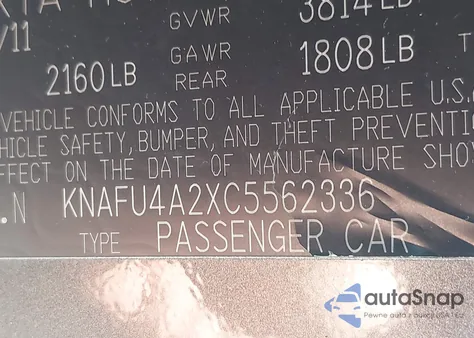 GVWR 3814LB
/11
2160LB GAWR REAR 1808LB
VEHICLE CONFORMS TO ALL APPLICABLE U.S.
HICLE SAFETY, BUMPER, AND THEFT PREVENTI
FFECT ON THE DATE OF MANUFACTURE SHO
.N KNAFU4A2XC5562336
TYPE PASSENGER CAR
autoSnap